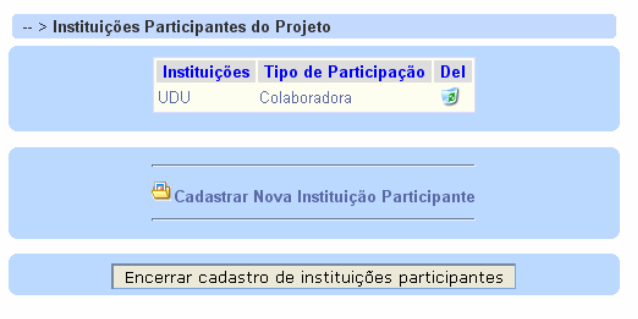 -- > Instituições Participantes do Projeto
Instituições Tipo de Participação Del
UDU Colaboradora
Cadastrar Nova Instituição Participante
Encerrar cadastro de instituições participantes